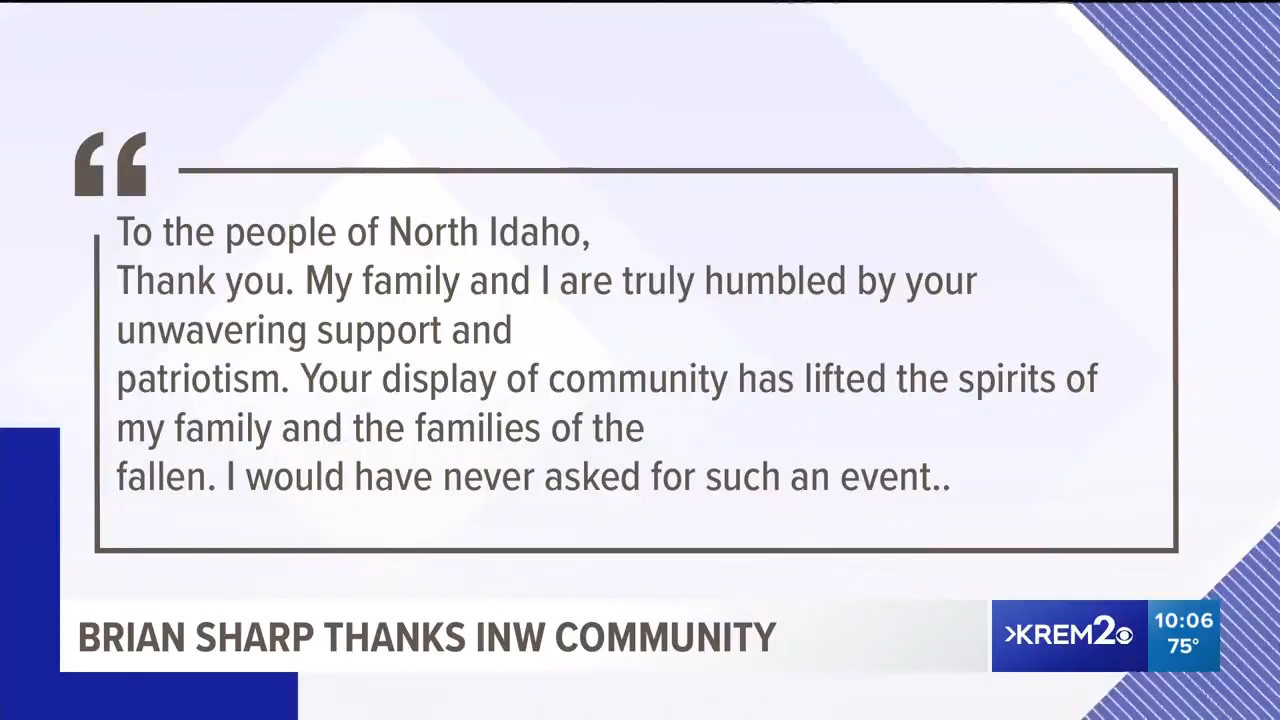 “
To the people of North Idaho,
Thank you. My family and I are truly humbled by your
unwavering support and
patriotism. Your display of community has lifted the spirits of
my family and the families of the
fallen. I would have never asked for such an event..
BRIAN SHARP THANKS INW COMMUNITY
KREM2
10:06
75°